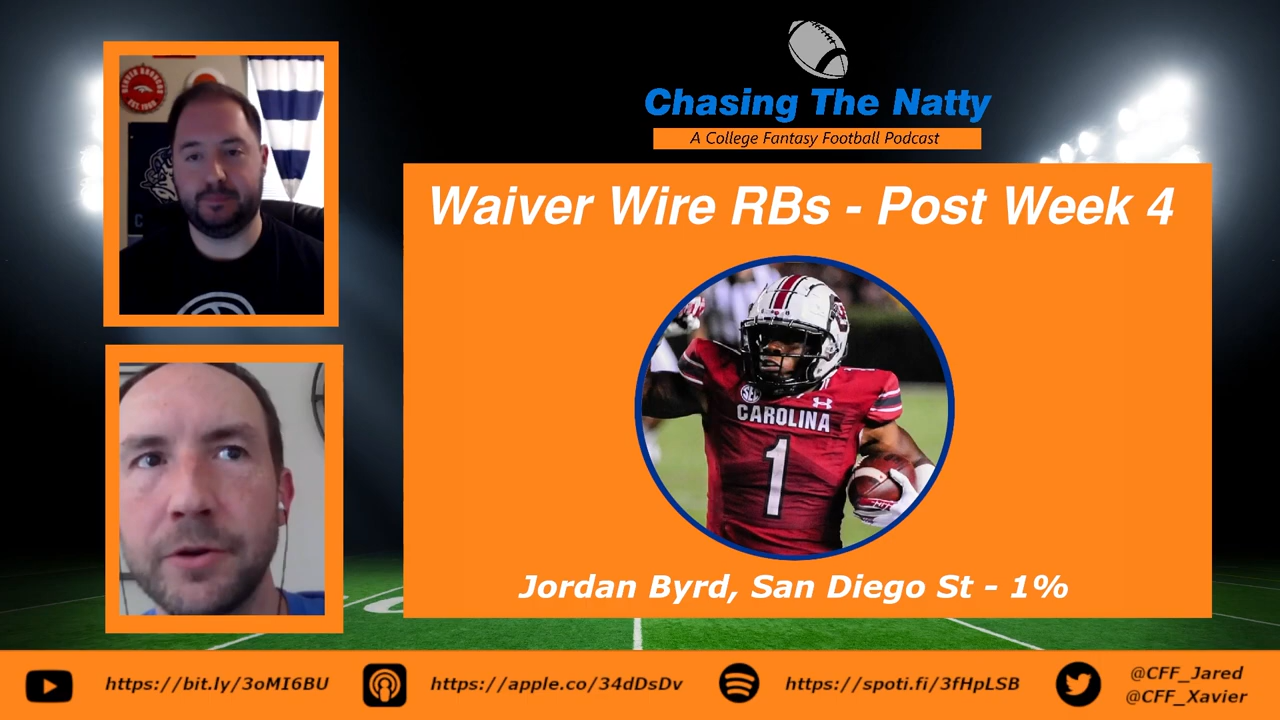 Chasing The Natty
A College Fantasy Football Podcast
Waiver Wire RBs - Post Week 4
SEC
CAROLINA
1
Jordan Byrd, San Diego St - 1%
https://bit.ly/3oMI6BU
https://apple.co/34dDsDv
https://spoti.fi/3fHpLSB
@CFF_Jared
@CFF_Xavier